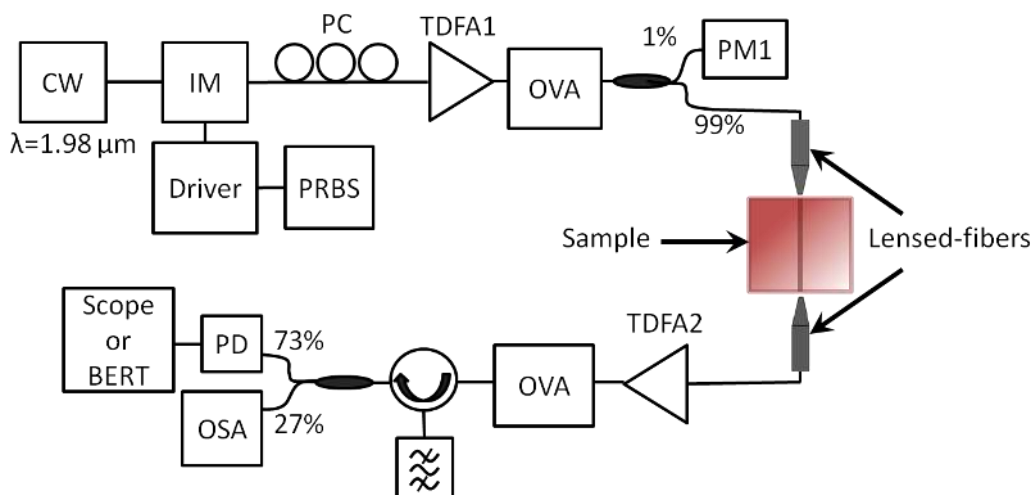 PC
TDFA1
1%
PM1
CW
IM
OVA
99%
λ=1.98 μm
Driver
PRBS
Sample
Lensed-fibers
Scope
or
BERT
PD
73%
TDFA2
OVA
OSA
27%